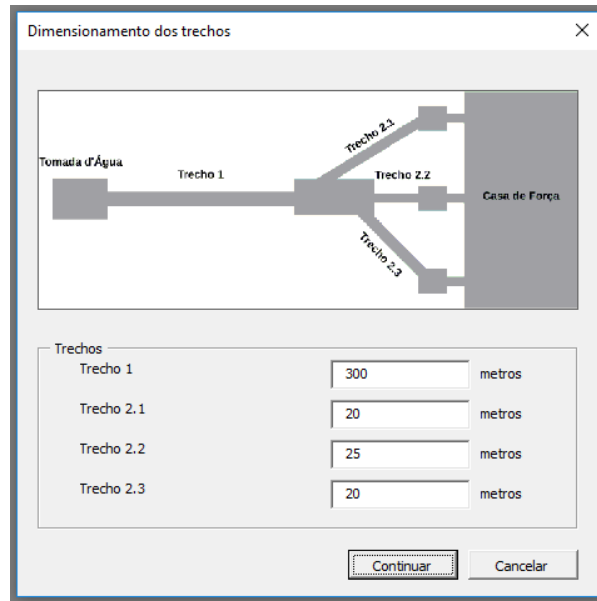 Dimensionamento dos trechos
Trecho 2.1
Tomada d'Água
Trecho 1
Trecho 2.2
Casa de Força
Trecho 2.3
Trechos
Trecho 1 300 metros
Trecho 2.1 20 metros
Trecho 2.2 25 metros
Trecho 2.3 20 metros
Continuar Cancelar